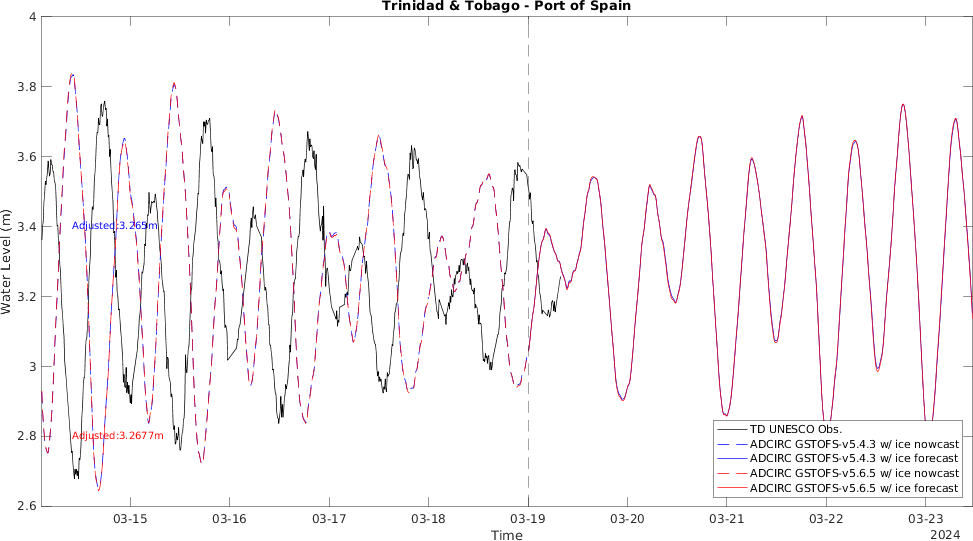 Trinidad & Tobago - Port of Spain
4
3.8
3.6
3.4
3.2
3
2.8
2.6
Water Level (m)
Adjusted:3.265m
Adjusted:3.2677m
TD UNESCO Obs.
ADCIRC GSTOFS-v5.4.3 w/ ice nowcast
ADCIRC GSTOFS-v5.4.3 w/ ice forecast
ADCIRC GSTOFS-v5.6.5 w/ ice nowcast
ADCIRC GSTOFS-v5.6.5 w/ ice forecast
03-15 03-16 03-17 03-18 03-19 03-20 03-21 03-22 03-23
Time
2024